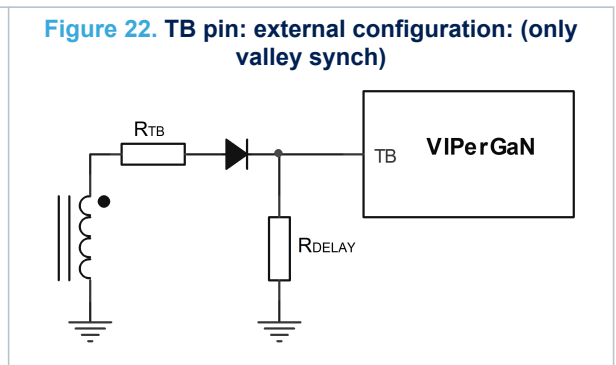 Figure 22. TB pin: external configuration: (only
valley synch)
RTB
TB
VIPerGaN
RDELAY